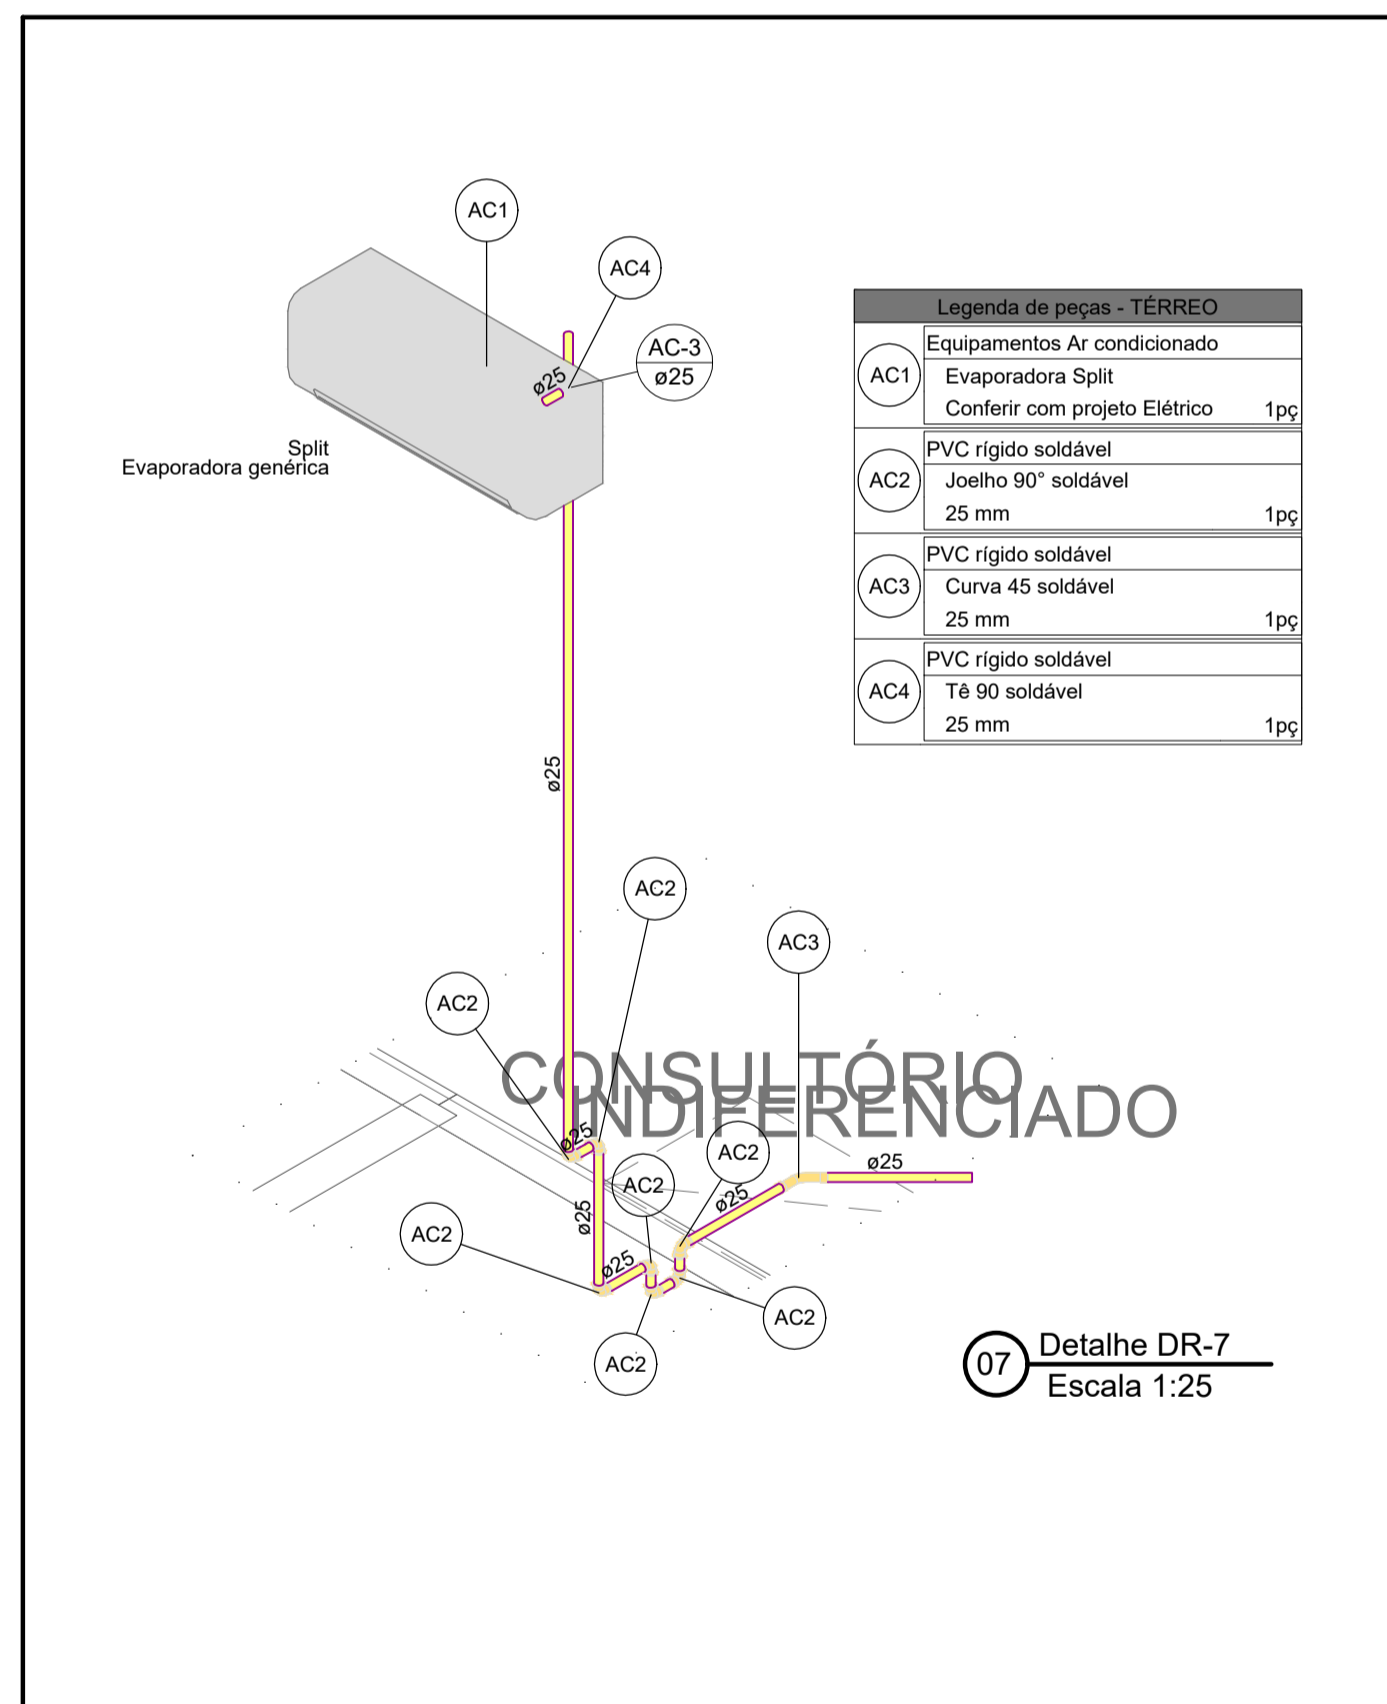 AC1
AC4
AC-3
ø25
ø25
Split
Evaporadora genérica
Legenda de peças - TÉRREO
AC1
Equipamentos Ar condicionado
Evaporadora Split
Conferir com projeto Elétrico 1pç
AC2
PVC rígido soldável
Joelho 90° soldável
25 mm 1pç
AC3
PVC rígido soldável
Curva 45 soldável
25 mm 1pç
AC4
PVC rígido soldável
Tê 90 soldável
25 mm 1pç
ø25
AC2
AC3
AC2
CONSULTÓRIO
INDIFERENCIADO
ø25
AC2
ø25
AC2
ø25
ø25
AC2
ø25
AC2
AC2
07
Detalhe DR-7
Escala 1:25